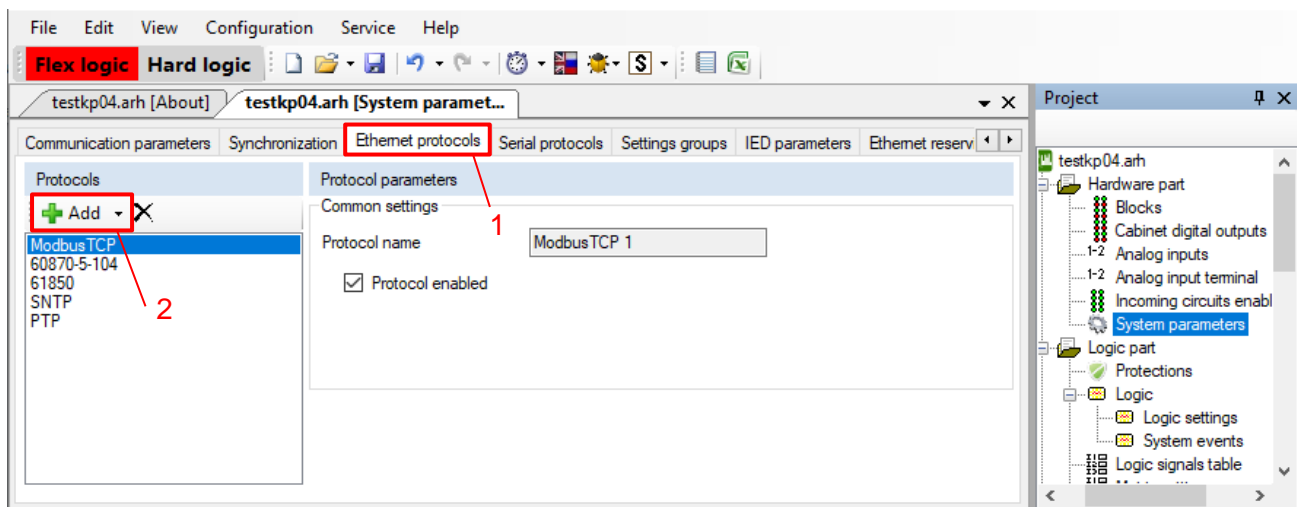 File Edit View Configuration Service Help
Flex logic Hard logic
testkp04.arh [About] testkp04.arh [System paramet...
Project
Communication parameters Synchronization Ethernet protocols Serial protocols Settings groups IED parameters Ethernet reserv
Protocols
Protocol parameters
Add
Common settings
1
Protocol name ModbusTCP 1
Protocol enabled
ModbusTCP
60870-5-104
61850
SNTP
PTP
2
testkp04.arh
Hardware part
Blocks
Cabinet digital outputs
1-2 Analog inputs
1-2 Analog input terminal
Incoming circuits enabl
System parameters
Logic part
Protections
Logic
Logic settings
System events
Logic signals table